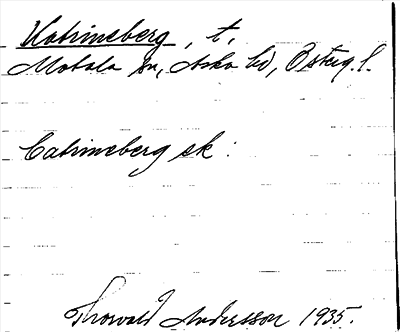 Katrineberg, t,
Motala sn, Aska hd, Österg. l.
Catrineberg sk:
Thorvald Andersson 1935.